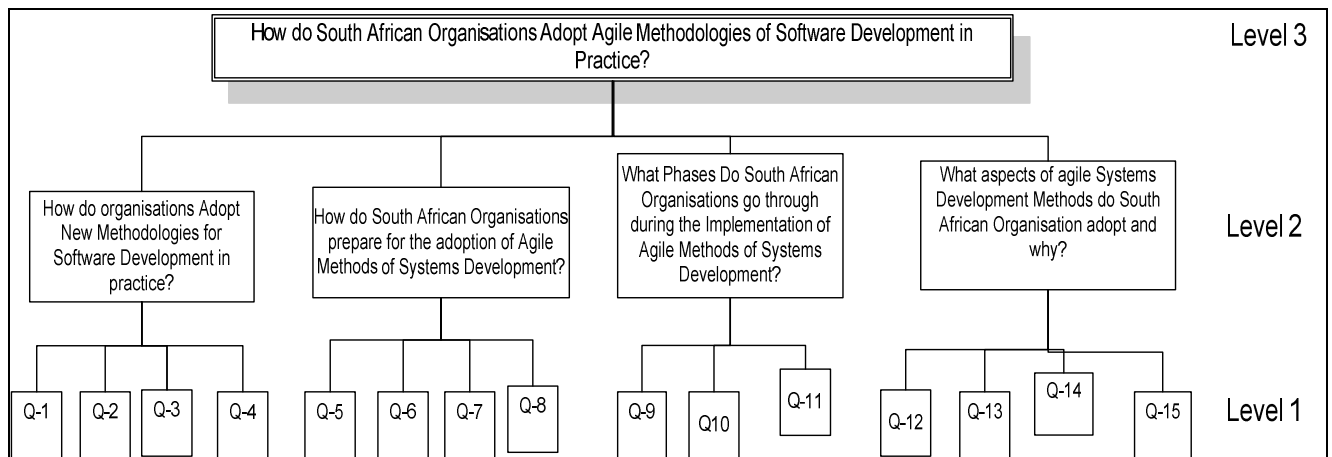 How do South African Organisations Adopt Agile Methodologies of Software Development in
Practice?
Level 3
How do organisations Adopt
New Methodologies for
Software Development in
practice?
How do South African Organisations
prepare for the adoption of Agile
Methods of Systems Development?
What Phases Do South African
Organisations go through
during the Implementation of
Agile Methods of Systems
Development?
What aspects of agile Systems
Development Methods do South
African Organisation adopt and
why?
Level 2
Q-1
Q-2
Q-3
Q-4
Q-5
Q-6
Q-7
Q-8
Q-9
Q10
Q-11
Q-12
Q-13
Q-14
Q-15
Level 1